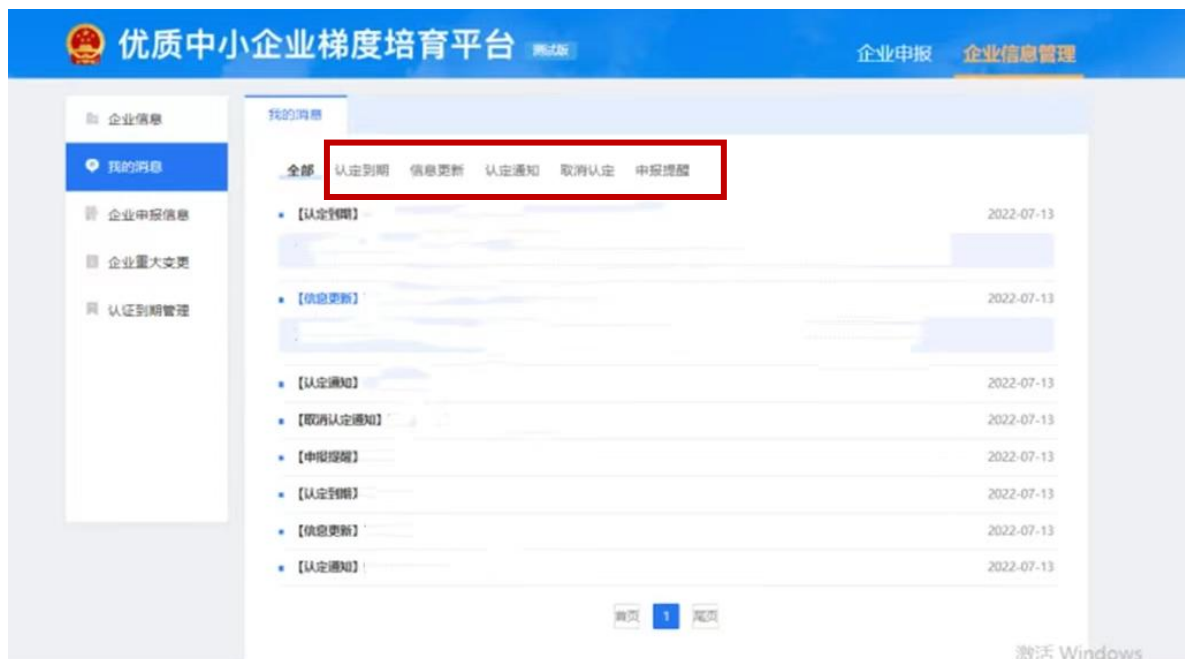 优质中小企业梯度培育平台 测试版
企业申报 企业信息管理
企业信息
我的消息
企业申报信息
企业重大变更
认证到期管理
我的消息
全部 认定到期 信息更新 认定通知 取消认定 申报提醒
【认定到期】 2022-07-13
【信息更新】 2022-07-13
【认定通知】 2022-07-13
【取消认定通知】 2022-07-13
【申报提醒】 2022-07-13
【认定到期】 2022-07-13
【信息更新】 2022-07-13
【认定通知】 2022-07-13
首页 1 尾页
激活 Windows